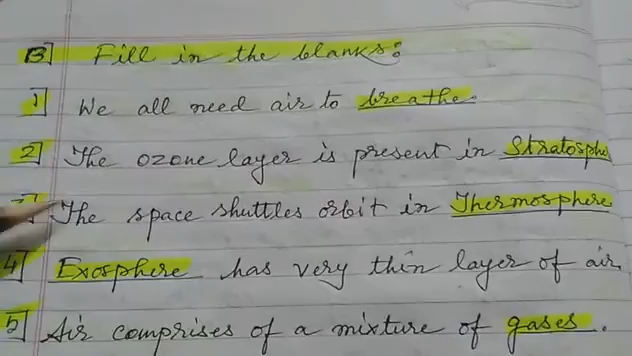 B] Fill in the blanks:
1] We all need air to breathe.
2] The ozone layer is present in Stratosphe
The space shuttles orbit in Thermosphere
4] Exosphere has very thin layer of air.
5] Air comprises of a mixture of gases.